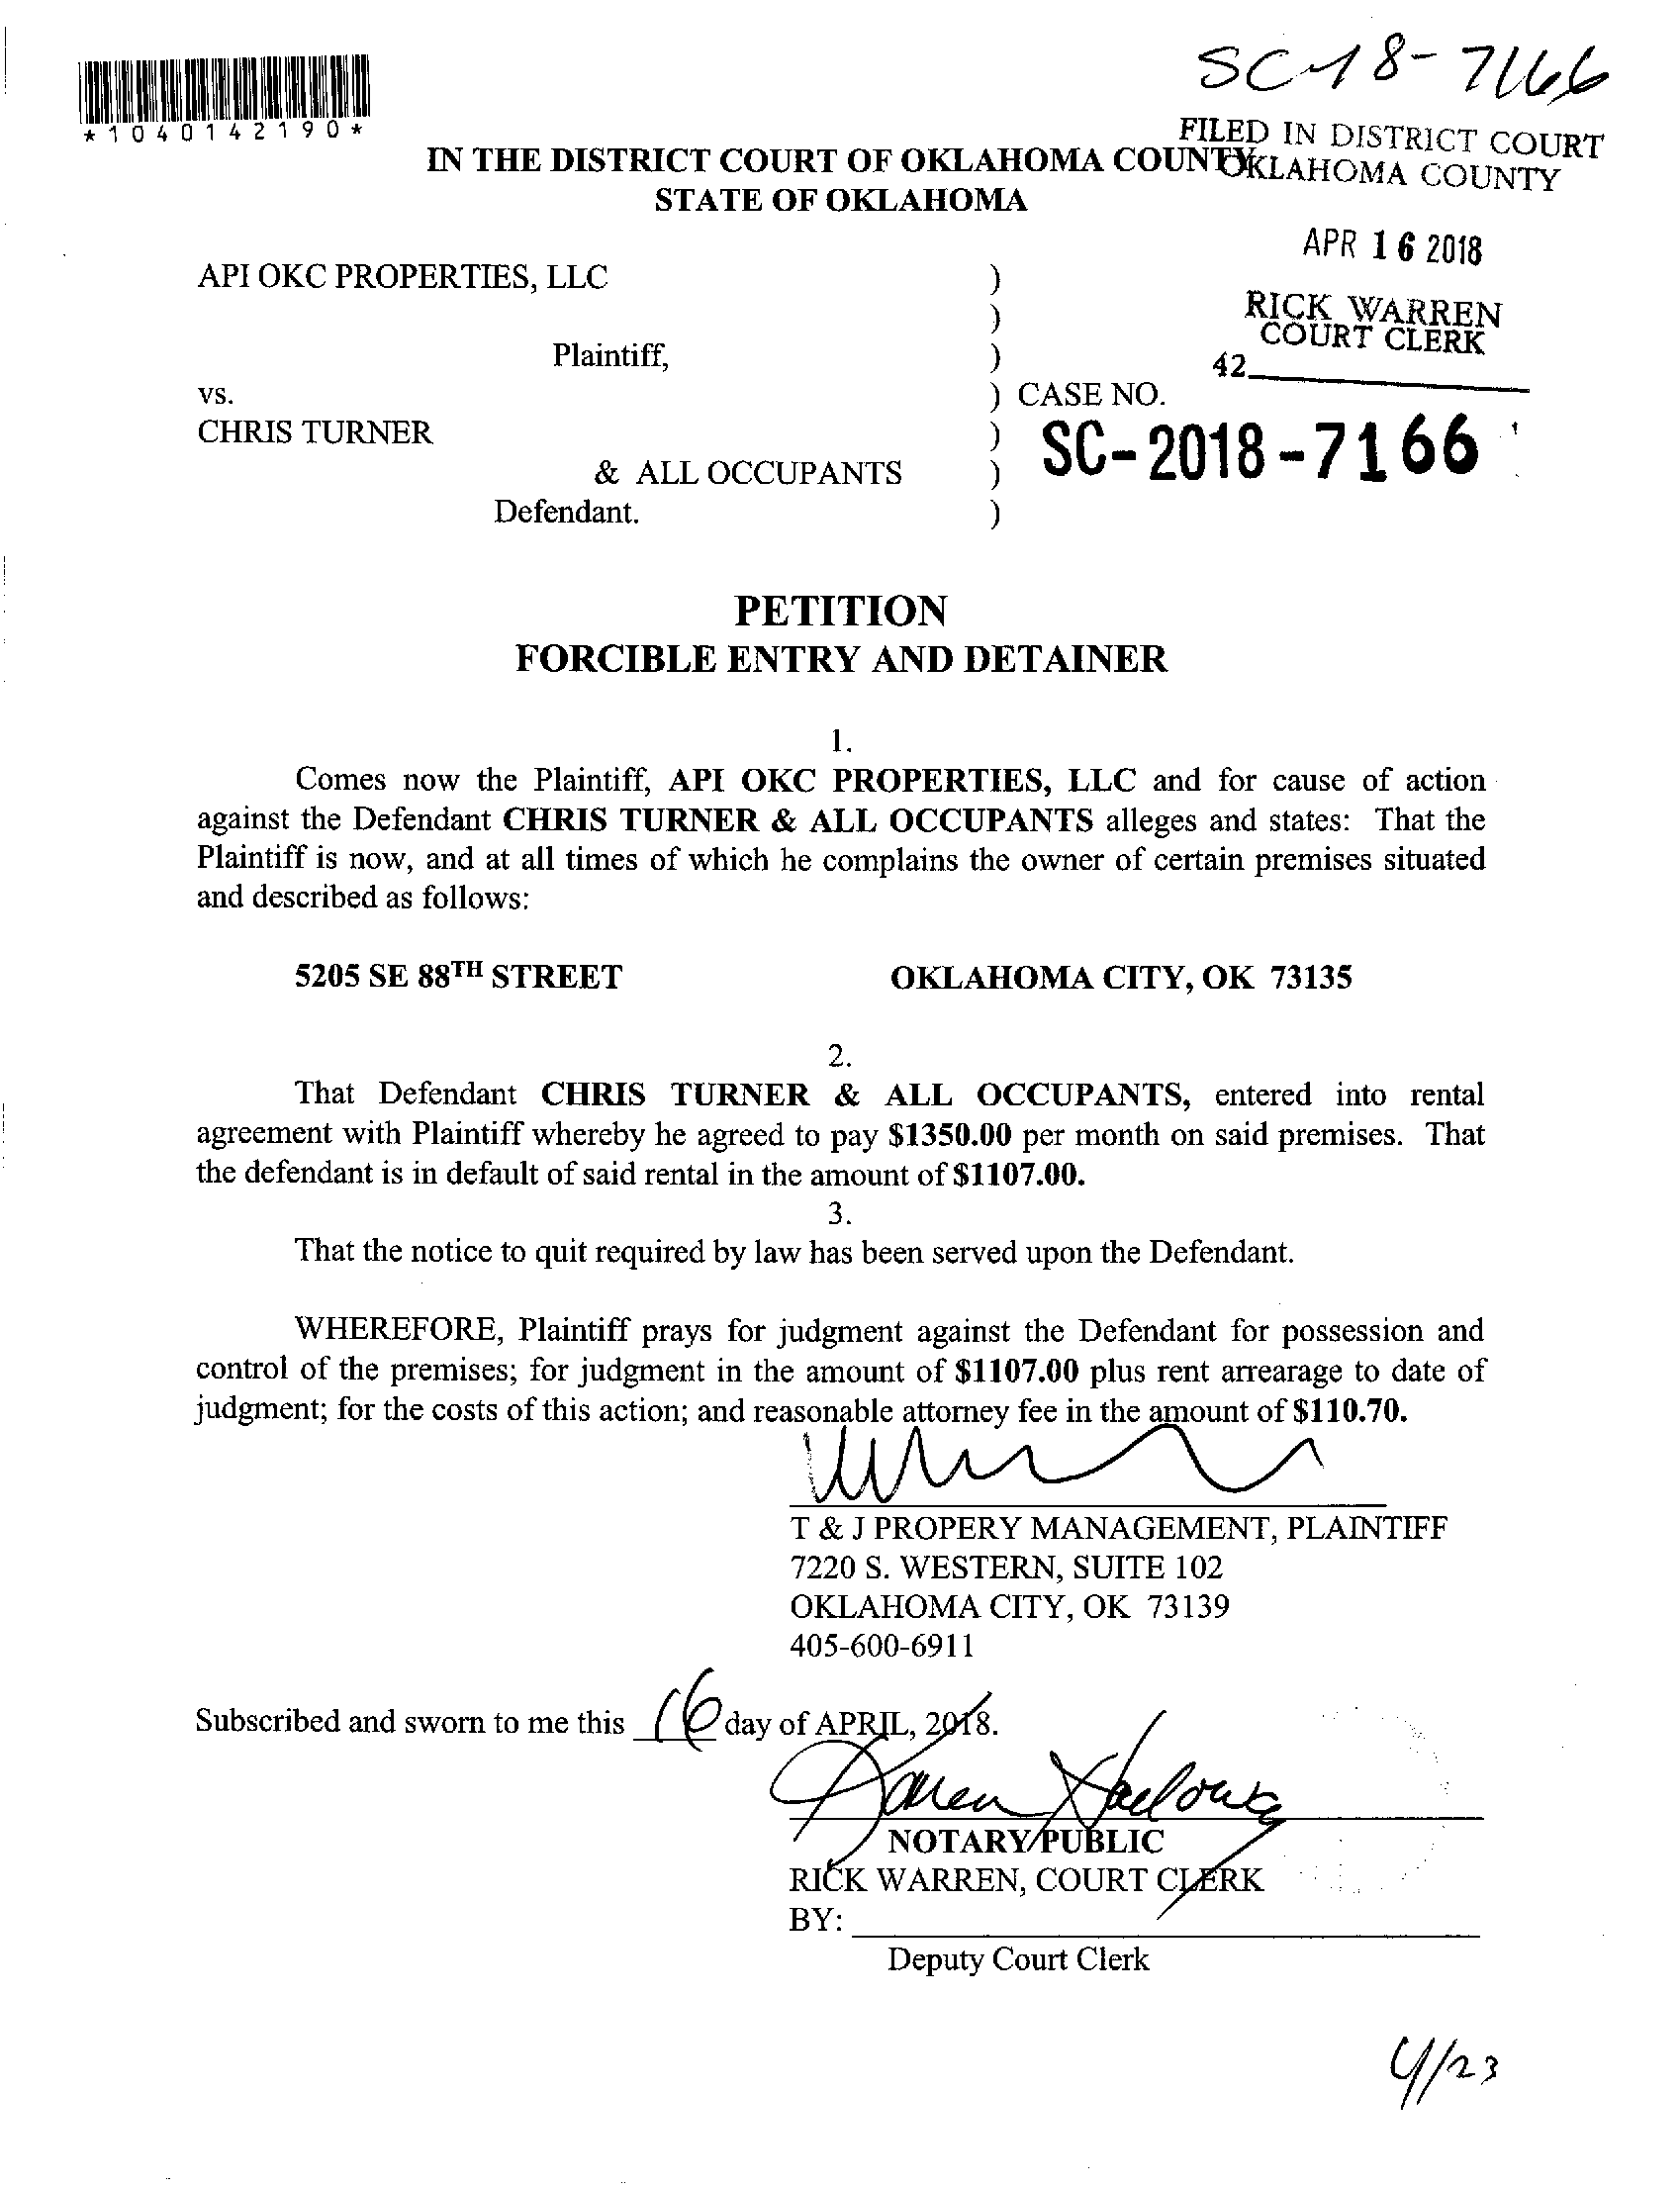 SC-18-7166
*1040142190*
FILED IN DISTRICT COURT
OKLAHOMA COUNTY
IN THE DISTRICT COURT OF OKLAHOMA COUNTY
STATE OF OKLAHOMA
APR 16 2018
RICK WARREN
COURT CLERK
42
API OKC PROPERTIES, LLC )
)
Plaintiff, )
vs. ) CASE NO.
CHRIS TURNER ) SC-2018-7166
& ALL OCCUPANTS )
Defendant. )
PETITION
FORCIBLE ENTRY AND DETAINER
1.
Comes now the Plaintiff, API OKC PROPERTIES, LLC and for cause of action
against the Defendant CHRIS TURNER & ALL OCCUPANTS alleges and states: That the
Plaintiff is now, and at all times of which he complains the owner of certain premises situated
and described as follows:
5205 SE 88TH STREET OKLAHOMA CITY, OK 73135
2.
That Defendant CHRIS TURNER & ALL OCCUPANTS, entered into rental
agreement with Plaintiff whereby he agreed to pay $1350.00 per month on said premises. That
the defendant is in default of said rental in the amount of $1107.00.
3.
That the notice to quit required by law has been served upon the Defendant.
WHEREFORE, Plaintiff prays for judgment against the Defendant for possession and
control of the premises; for judgment in the amount of $1107.00 plus rent arrearage to date of
judgment; for the costs of this action; and reasonable attorney fee in the amount of $110.70.
T & J PROPERY MANAGEMENT, PLAINTIFF
7220 S. WESTERN, SUITE 102
OKLAHOMA CITY, OK 73139
405-600-6911
Subscribed and sworn to me this 16 day of APRIL, 2018.
Karen
NOTARY PUBLIC
RICK WARREN, COURT CLERK
BY:
Deputy Court Clerk
4/23